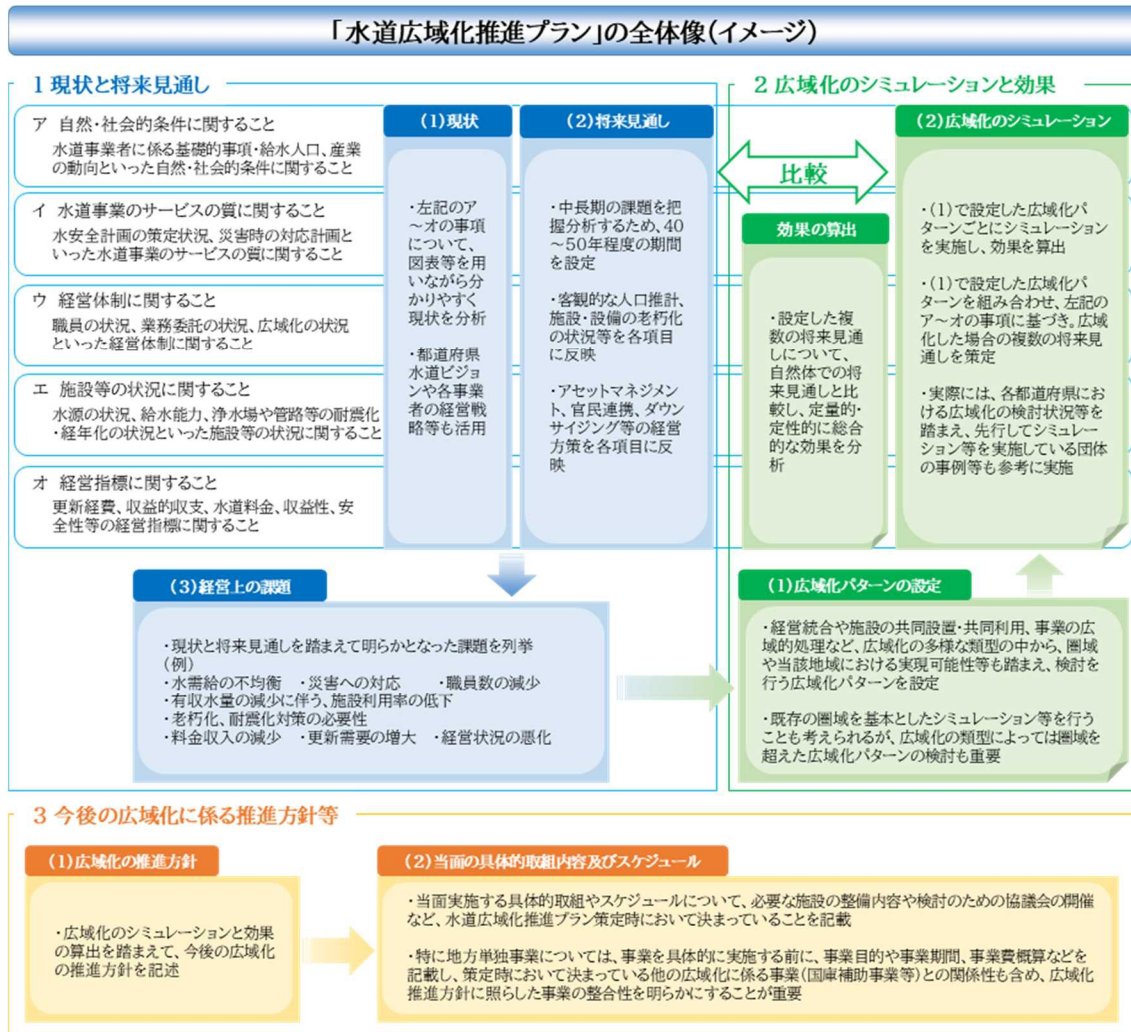 「水道広域化推進プラン」の全体像(イメージ)
1 現状と将来見通し
ア 自然・社会的条件に関すること
水道事業者に係る基礎的事項・給水人口、産業
の動向といった自然・社会的条件に関すること
イ 水道事業のサービスの質に関すること
水安全計画の策定状況、災害時の対応計画と
いった水道事業のサービスの質に関すること
ウ 経営体制に関すること
職員の状況、業務委託の状況、広域化の状況
といった経営体制に関すること
エ 施設等の状況に関すること
水源の状況、給水能力、浄水場や管路等の耐震化
・経年化の状況といった施設等の状況に関すること
オ 経営指標に関すること
更新経費、収益的収支、水道料金、収益性、安
全性等の経営指標に関すること
(1)現状
・左記のア
～オの事項
について、
図表等を用
いながら分
かりやすく
現状を分析
・都道府県
水道ビジョ
ンや各事業
者の経営戦
略等も活用
(2)将来見通し
・中長期の課題を把
握分析するため、40
～50年程度の期間
を設定
・客観的な人口推計、
施設・設備の老朽化
の状況等を各項目
に反映
・アセットマネジメン
ト、官民連携、ダウン
サイジング等の経営
方策を各項目に反
映
(3)経営上の課題
・現状と将来見通しを踏まえて明らかとなった課題を列挙
(例)
・水需給の不均衡 ・災害への対応 ・職員数の減少
・有収水量の減少に伴う、施設利用率の低下
・老朽化、耐震化対策の必要性
・料金収入の減少 ・更新需要の増大 ・経営状況の悪化
2 広域化のシミュレーションと効果
比較
効果の算出
・設定した複
数の将来見通
しについて、
自然体での将
来見通しと比
較し、定量的・
定性的に総合
的な効果を分
析
(2)広域化のシミュレーション
・(1)で設定した広域化パ
ターンごとにシミュレーション
を実施し、効果を算出
・(1)で設定した広域化パ
ターンを組み合わせ、左記の
ア～オの事項に基づき。広域
化した場合の複数の将来見
通しを策定
・実際には、各都道府県にお
ける広域化の検討状況等を
踏まえ、先行してシミュレー
ション等を実施している団体
の事例等も参考に実施
(1)広域化パターンの設定
・経営統合や施設の共同設置・共同利用、事業の広
域的処理など、広域化の多様な類型の中から、圏域
や当該地域における実現可能性等も踏まえ、検討を
行う広域化パターンを設定
・既存の圏域を基本としたシミュレーション等を行う
ことも考えられるが、広域化の類型によっては圏域を
超えた広域化パターンの検討も重要
3 今後の広域化に係る推進方針等
(1)広域化の推進方針
・広域化のシミュレーションと効果
の算出を踏まえて、今後の広域化
の推進方針を記述
(2)当面の具体的取組内容及びスケジュール
・当面実施する具体的取組やスケジュールについて、必要な施設の整備内容や検討のための協議会の開催
など、水道広域化推進プラン策定時において決まっていることを記載
・特に地方単独事業については、事業を具体的に実施する前に、事業目的や事業期間、事業費概算などを
記載し、策定時において決まっている他の広域化に係る事業(国庫補助事業等)との関係性も含め、広域化
推進方針に照らした事業の整合性を明らかにすることが重要